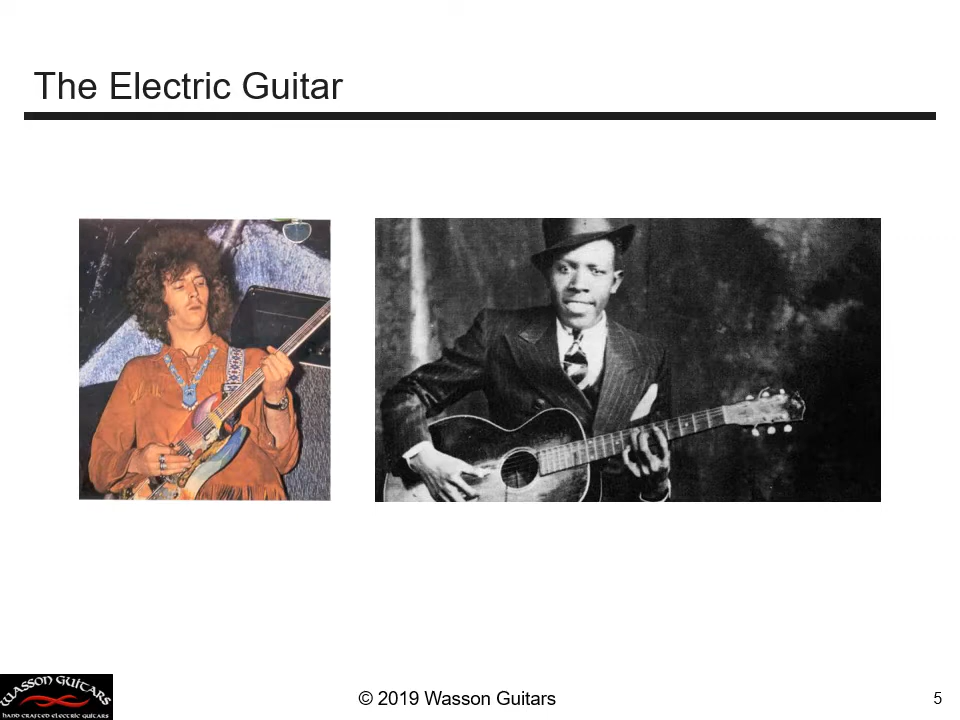 The Electric Guitar
WASSON GUITARS
HAND CRAFTED ELECTRIC GUITARS
© 2019 Wasson Guitars
5